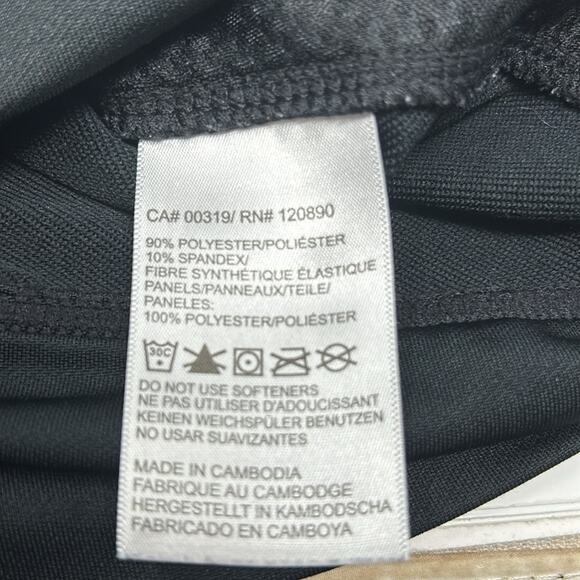 CA# 00319/ RN# 120890
90% POLYESTER/POLIÉSTER
10% SPANDEX/
FIBRE SYNTHÉTIQUE ÉLASTIQUE
PANELS/PANNEAUX/TEILE/
PANELES:
100% POLYESTER/POLIÉSTER
30C
DO NOT USE SOFTENERS
NE PAS UTILISER D'ADOUCISSANT
KEINEN WEICHSPÜLER BENUTZEN
NO USAR SUAVIZANTES
MADE IN CAMBODIA
FABRIQUE AU CAMBODGE
HERGESTELLT IN KAMBODSCHA
FABRICADO EN CAMBOYA